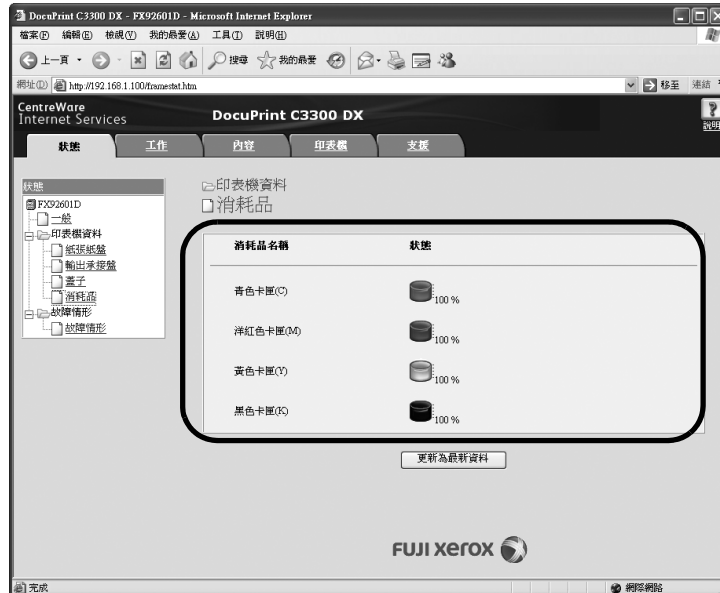 DocuPrint C3300 DX - FX92601D - Microsoft Internet Explorer
檔案(F) 編輯(E) 檢視(V) 我的最愛(A) 工具(T) 說明(H)
上一頁 搜尋 我的最愛
網址(D) http://192.168.1.100/framestat.htm 移至 連結
CentreWare
Internet Services
DocuPrint C3300 DX
說明
狀態 工作 內容 印表機 支援
狀態
FX92601D
一般
印表機資料
紙張紙盤
輸出承接盤
蓋子
消耗品
故障情形
故障情形
印表機資料
消耗品
消耗品名稱 狀態
青色卡匣(C) 100 %
洋紅色卡匣(M) 100 %
黃色卡匣(Y) 100 %
黑色卡匣(K) 100 %
更新為最新資料
FUJI xerox
完成 網際網路